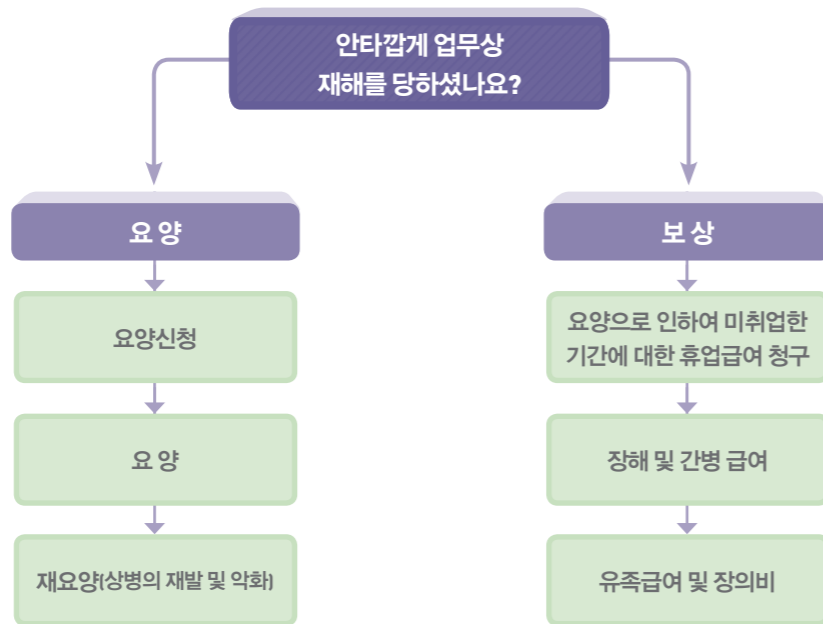 안타깝게 업무상
재해를 당하셨나요?
요 양
요양신청
요 양
재요양(상병의 재발 및 악화)
보 상
요양으로 인하여 미취업한
기간에 대한 휴업급여 청구
장해 및 간병 급여
유족급여 및 장의비